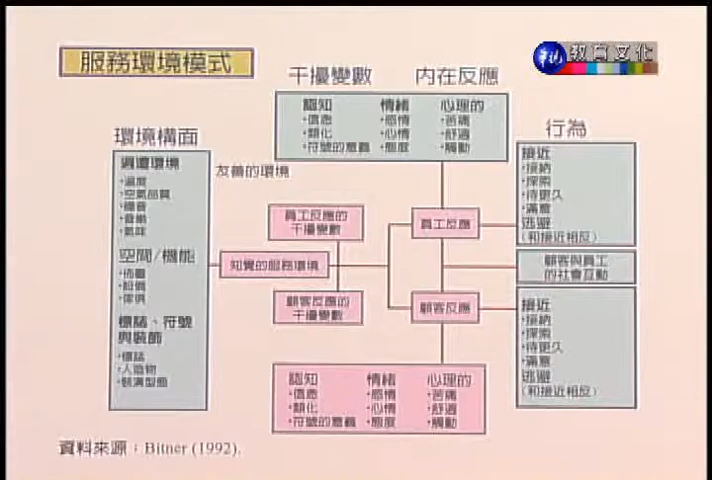 服務環境模式
華視 教育文化
干擾變數
內在反應
認知 情緒 心理的
•信念 •感情 •苦痛
•類化 •心情 •舒適
•符號的意義 •態度 •觸動
環境構面
週遭環境
•溫度
•空氣品質
•噪音
•音樂
•氣味
空間/機能
•佈置
•設備
•傢俱
標誌、符號
與裝飾
•標誌
•人造物
•裝潢型態
友善的環境
員工反應的
干擾變數
知覺的服務環境
顧客反應的
干擾變數
員工反應
顧客反應
行為
接近
•接納
•探索
•待更久
•滿意
逃避
(和接近相反)
顧客與員工
的社會互動
接近
•接納
•探索
•待更久
•滿意
逃避
(和接近相反)
認知 情緒 心理的
•信念 •感情 •苦痛
•類化 •心情 •舒適
•符號的意義 •態度 •觸動
資料來源：Bitner (1992).